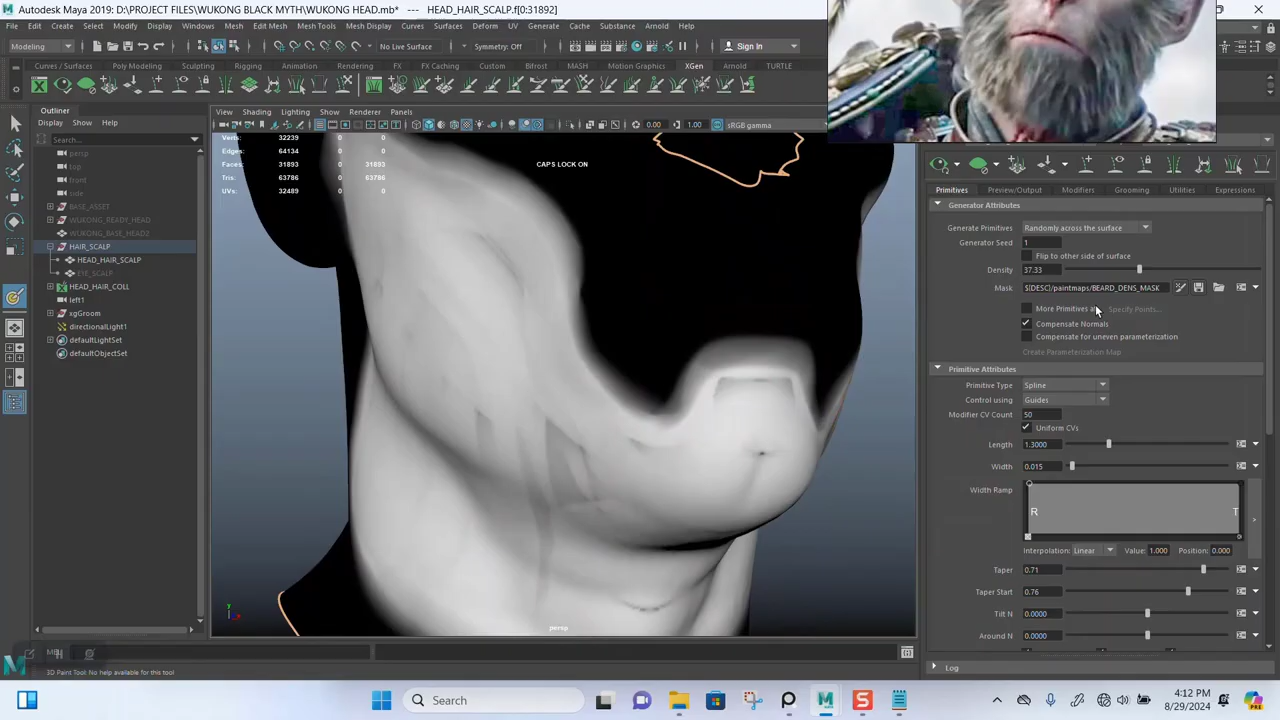 Autodesk Maya 2019: D:\PROJECT FILES\WUKONG BLACK MYTH\WUKONG HEAD.mb* --- HEAD_HAIR_SCALP.f[0:31892]
File Edit Create Select Modify Display Windows Mesh Edit Mesh Mesh Tools Mesh Display Curves Surfaces Deform UV Generate Cache Substance Arnold Help
Modeling No Live Surface Symmetry: Off Sign In
Curves / Surfaces Poly Modeling Sculpting Rigging Animation Rendering FX FX Caching Custom Bifrost MASH Motion Graphics XGen Arnold TURTLE
Outliner
Display Show Help
Search...
persp
top
front
side
BASE_ASSET
WUKONG_READY_HEAD
WUKONG_BASE_HEAD2
HAIR_SCALP
HEAD_HAIR_SCALP
EYE_SCALP
HEAD_HAIR_COLL
left1
xgGroom
directionalLight1
defaultLightSet
defaultObjectSet
View Shading Lighting Show Renderer Panels
0.00 1.00 sRGB gamma
Verts: 32239 0 0
Edges: 64134 0 0
Faces: 31893 31893 0
Tris: 63786 63786 0
UVs: 32489 0 0
CAPS LOCK ON
persp
Primitives Preview/Output Modifiers Grooming Utilities Expressions
Generator Attributes
Generate Primitives Randomly across the surface
Generator Seed 1
Flip to other side of surface
Density 37.33
Mask ${DESC}/paintmaps/BEARD_DENS_MASK
More Primitives a Specify Points...
Compensate Normals
Compensate for uneven parameterization
Create Parameterization Map
Primitive Attributes
Primitive Type Spline
Control using Guides
Modifier CV Count 50
Uniform CVs
Length 1.3000
Width 0.015
Width Ramp
R T
Interpolation: Linear Value: 1.000 Position: 0.000
>
Taper 0.71
Taper Start 0.76
Tilt N 0.0000
Around N 0.0000
Log
3D Paint Tool: No help available for this tool
Search
4:12 PM
8/29/2024